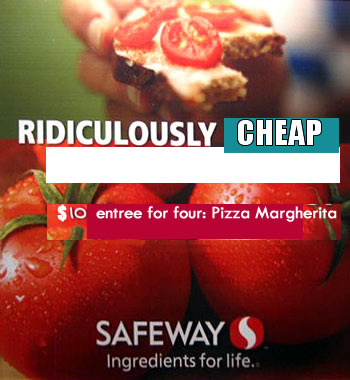 RIDICULOUSLY CHEAP
$10 entree for four: Pizza Margherita
SAFEWAY
Ingredients for life.